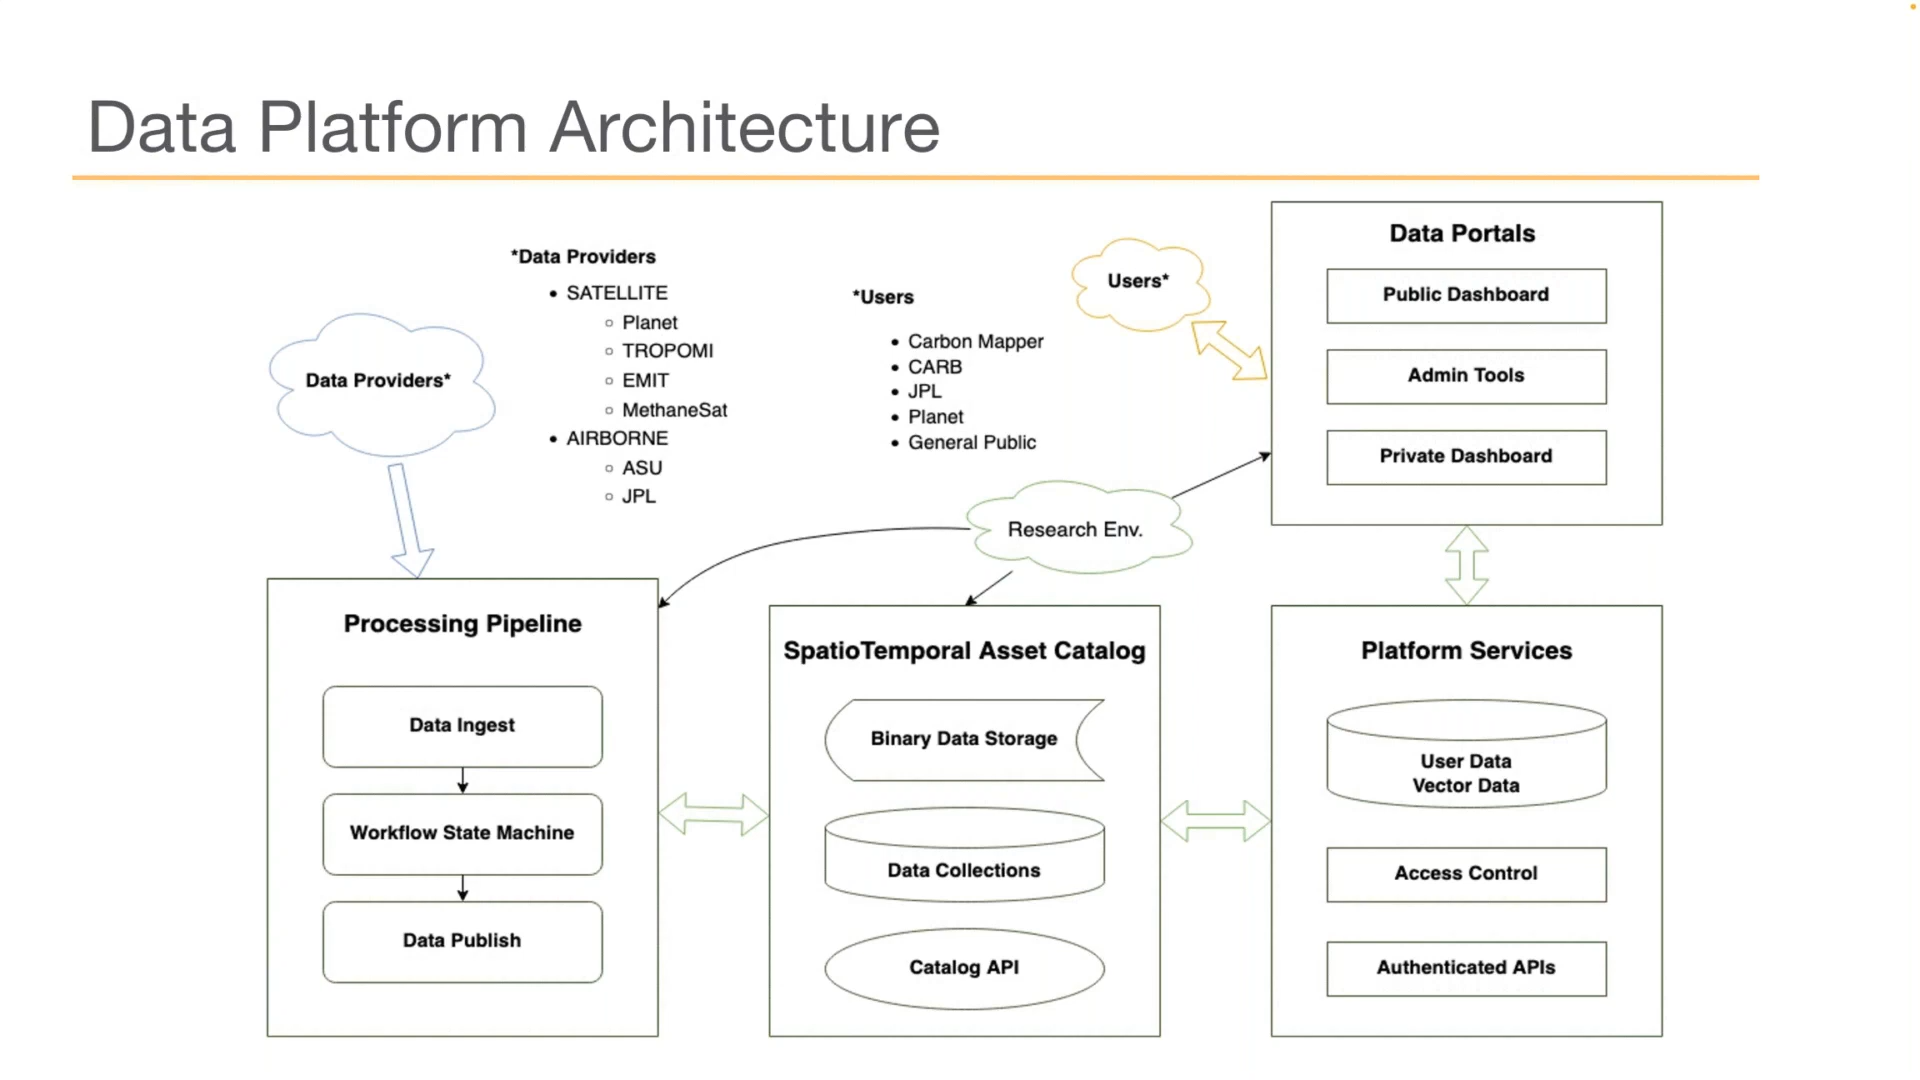 Data Platform Architecture
*Data Providers
• SATELLITE
○ Planet
○ TROPOMI
○ EMIT
○ MethaneSat
• AIRBORNE
○ ASU
○ JPL
*Users
• Carbon Mapper
• CARB
• JPL
• Planet
• General Public
Data Providers*
Users*
Research Env.
Data Portals
Public Dashboard
Admin Tools
Private Dashboard
Processing Pipeline
Data Ingest
Workflow State Machine
Data Publish
SpatioTemporal Asset Catalog
Binary Data Storage
Data Collections
Catalog API
Platform Services
User Data
Vector Data
Access Control
Authenticated APIs